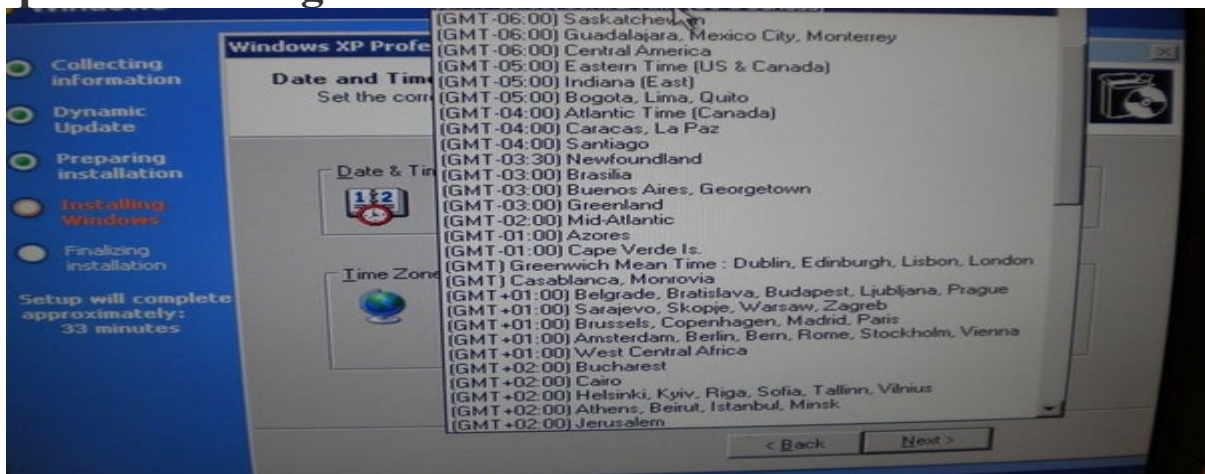 Collecting
information
Dynamic
Update
Preparing
installation
Installing
Windows
Finalizing
installation
Setup will complete
approximately:
33 minutes
Windows XP Profe
Date and Time
Set the corr
Date & Tim
Time Zone
(GMT-06:00) Saskatchewan
(GMT-06:00) Guadalajara, Mexico City, Monterrey
(GMT-06:00) Central America
(GMT-05:00) Eastern Time (US & Canada)
(GMT-05:00) Indiana (East)
(GMT-05:00) Bogota, Lima, Quito
(GMT-04:00) Atlantic Time (Canada)
(GMT-04:00) Caracas, La Paz
(GMT-04:00) Santiago
(GMT-03:30) Newfoundland
(GMT-03:00) Brasilia
(GMT-03:00) Buenos Aires, Georgetown
(GMT-03:00) Greenland
(GMT-02:00) Mid-Atlantic
(GMT-01:00) Azores
(GMT-01:00) Cape Verde Is.
(GMT) Greenwich Mean Time : Dublin, Edinburgh, Lisbon, London
(GMT) Casablanca, Monrovia
(GMT+01:00) Belgrade, Bratislava, Budapest, Ljubljana, Prague
(GMT+01:00) Sarajevo, Skopje, Warsaw, Zagreb
(GMT+01:00) Brussels, Copenhagen, Madrid, Paris
(GMT+01:00) Amsterdam, Berlin, Bern, Rome, Stockholm, Vienna
(GMT+01:00) West Central Africa
(GMT+02:00) Bucharest
(GMT+02:00) Cairo
(GMT+02:00) Helsinki, Kyiv, Riga, Sofia, Tallinn, Vilnius
(GMT+02:00) Athens, Beirut, Istanbul, Minsk
(GMT+02:00) Jerusalem
< Back
Next >